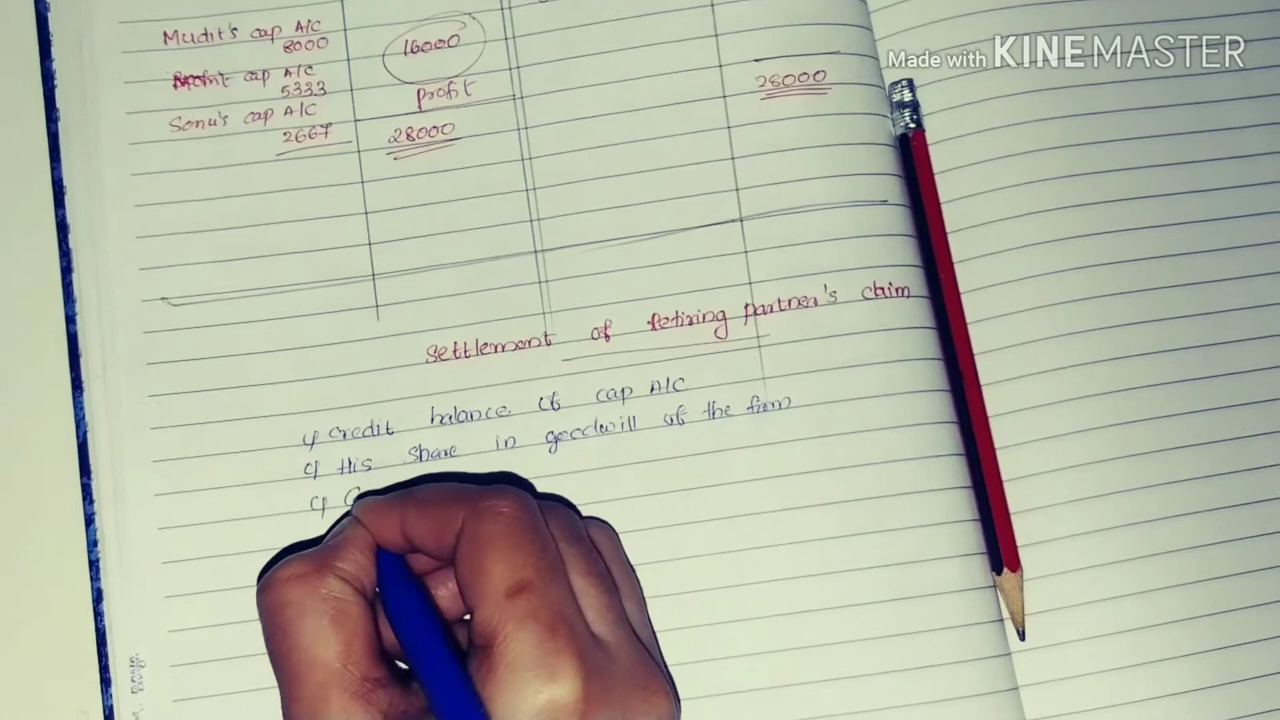 Made with KINEMASTER
Mudit's cap A/C
8000
16000
cap A/C
5333
profit
28000
Sonu's cap A/C
2667
28000
Settlement of Retiring partner's claim
Credit balance of cap A/C
His share in goodwill of the firm